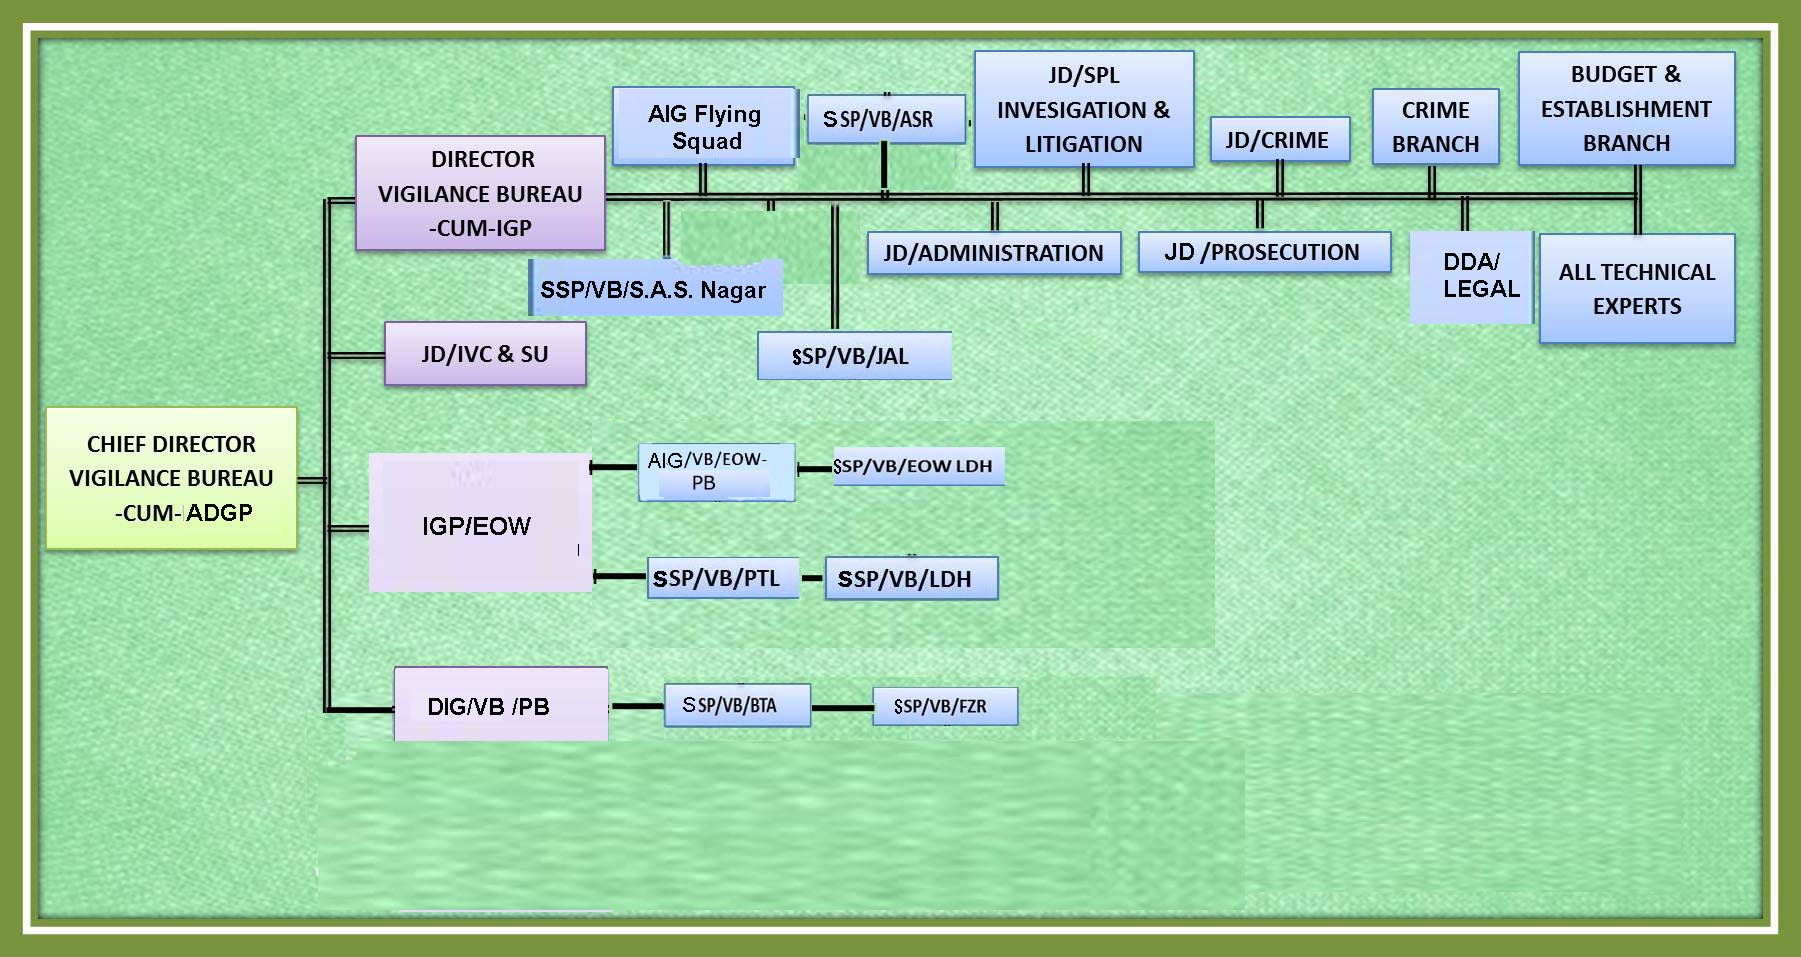 AIG Flying
Squad
SSP/VB/ASR
JD/SPL
INVESIGATION &
LITIGATION
JD/CRIME
CRIME
BRANCH
BUDGET &
ESTABLISHMENT
BRANCH
DIRECTOR
VIGILANCE BUREAU
-CUM-IGP
SSP/VB/S.A.S. Nagar
JD/ADMINISTRATION
JD /PROSECUTION
DDA/
LEGAL
ALL TECHNICAL
EXPERTS
JD/IVC & SU
SSP/VB/JAL
CHIEF DIRECTOR
VIGILANCE BUREAU
-CUM-ADGP
IGP/EOW
AIG/VB/EOW-
PB
SSP/VB/EOW LDH
SSP/VB/PTL
SSP/VB/LDH
DIG/VB /PB
SSP/VB/BTA
SSP/VB/FZR